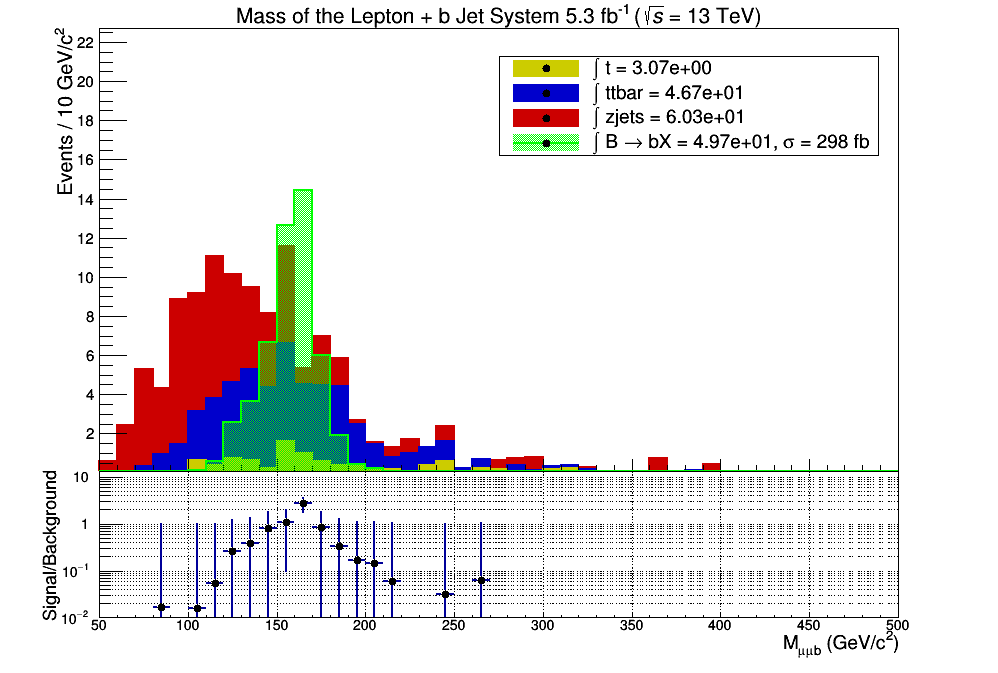 Mass of the Lepton + b Jet System 5.3 fb⁻¹ (√s = 13 TeV)
Events / 10 GeV/c²
22
20
18
16
14
12
10
8
6
4
2
∫ t = 3.07e+00
∫ ttbar = 4.67e+01
∫ zjets = 6.03e+01
∫ B → bX = 4.97e+01, σ = 298 fb
Signal/Background
10
1
10⁻¹
10⁻²
50 100 150 200 250 300 350 400 450 500
M_μμb (GeV/c²)